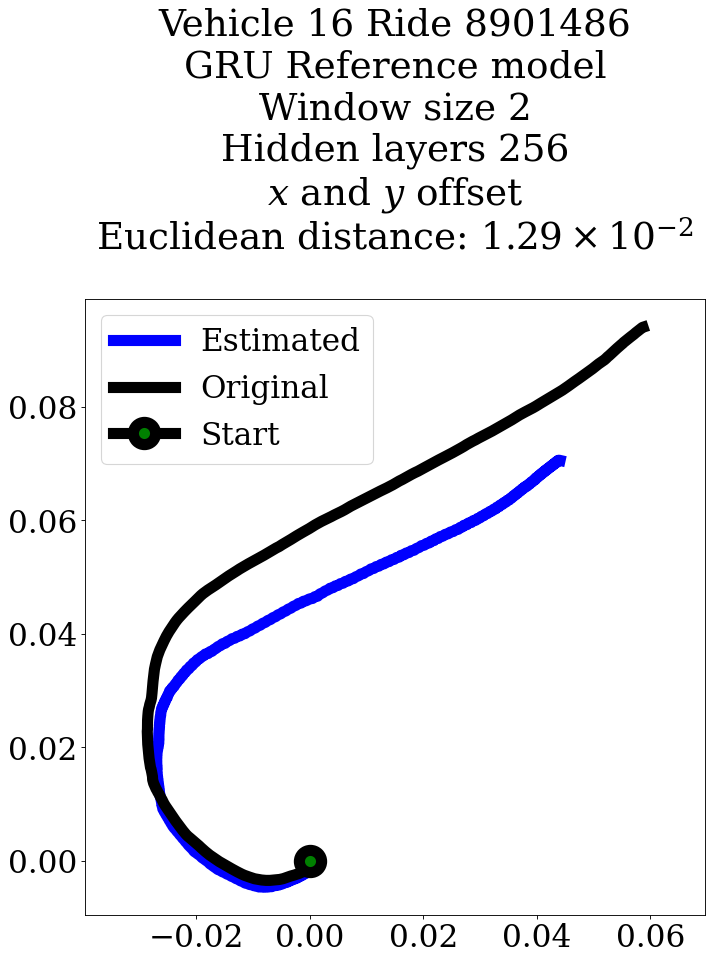 Vehicle 16 Ride 8901486
GRU Reference model
Window size 2
Hidden layers 256
x and y offset
Euclidean distance: 1.29 × 10⁻²
Estimated
Original
Start
0.08
0.06
0.04
0.02
0.00
−0.02 0.00 0.02 0.04 0.06